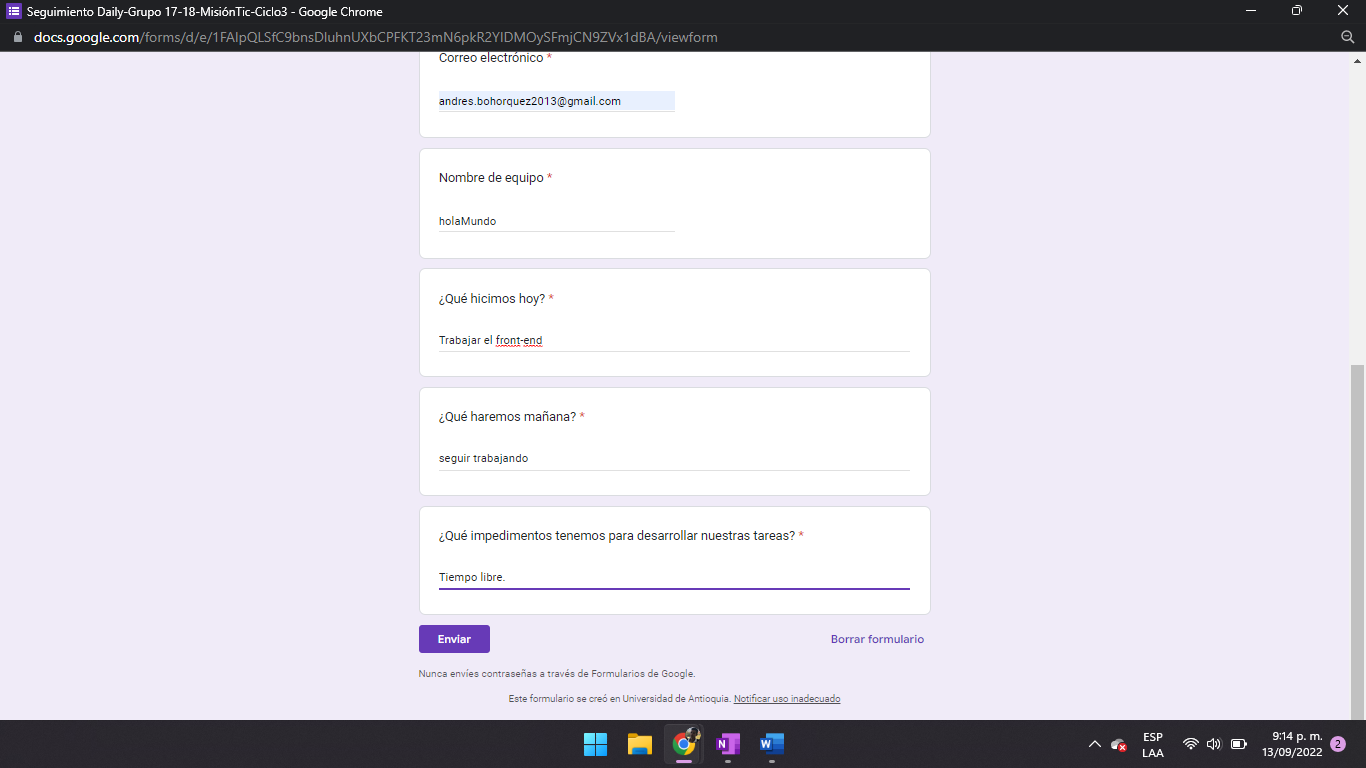 Seguimiento Daily-Grupo 17-18-MisiónTic-Ciclo3 - Google Chrome
docs.google.com/forms/d/e/1FAIpQLSfC9bnsDIuhnUXbCPFKT23mN6pkR2YIDMOySFmjCN9ZVx1dBA/viewform
Correo electrónico *
andres.bohorquez2013@gmail.com
Nombre de equipo *
holaMundo
¿Qué hicimos hoy? *
Trabajar el front-end
¿Qué haremos mañana? *
seguir trabajando
¿Qué impedimentos tenemos para desarrollar nuestras tareas? *
Tiempo libre.
Enviar
Borrar formulario
Nunca envíes contraseñas a través de Formularios de Google.
Este formulario se creó en Universidad de Antioquia. Notificar uso inadecuado
ESP
LAA
9:14 p. m.
13/09/2022
2